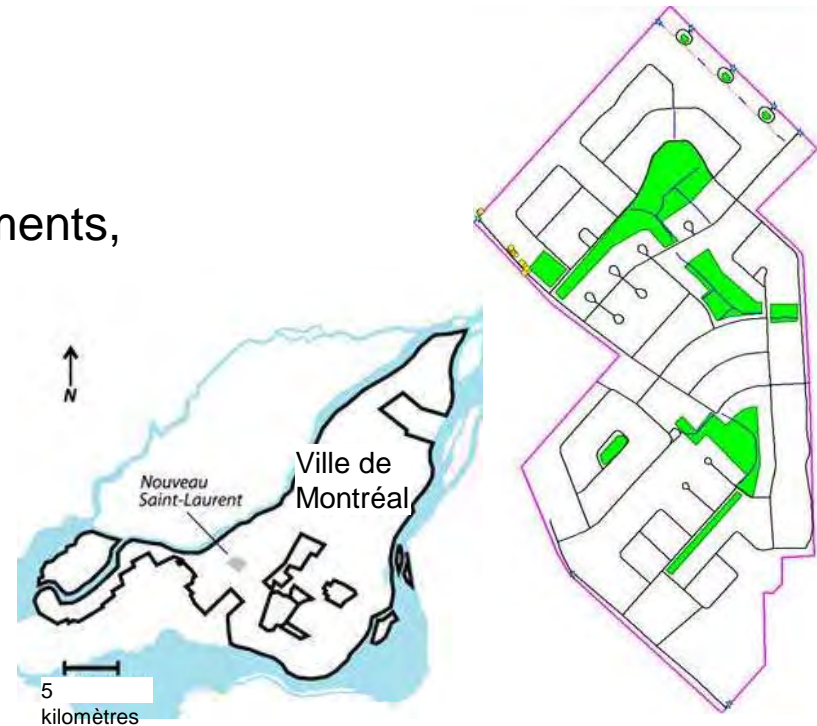 ments,
N
Ville de
Montréal
Nouveau
Saint-Laurent
5
kilomètres